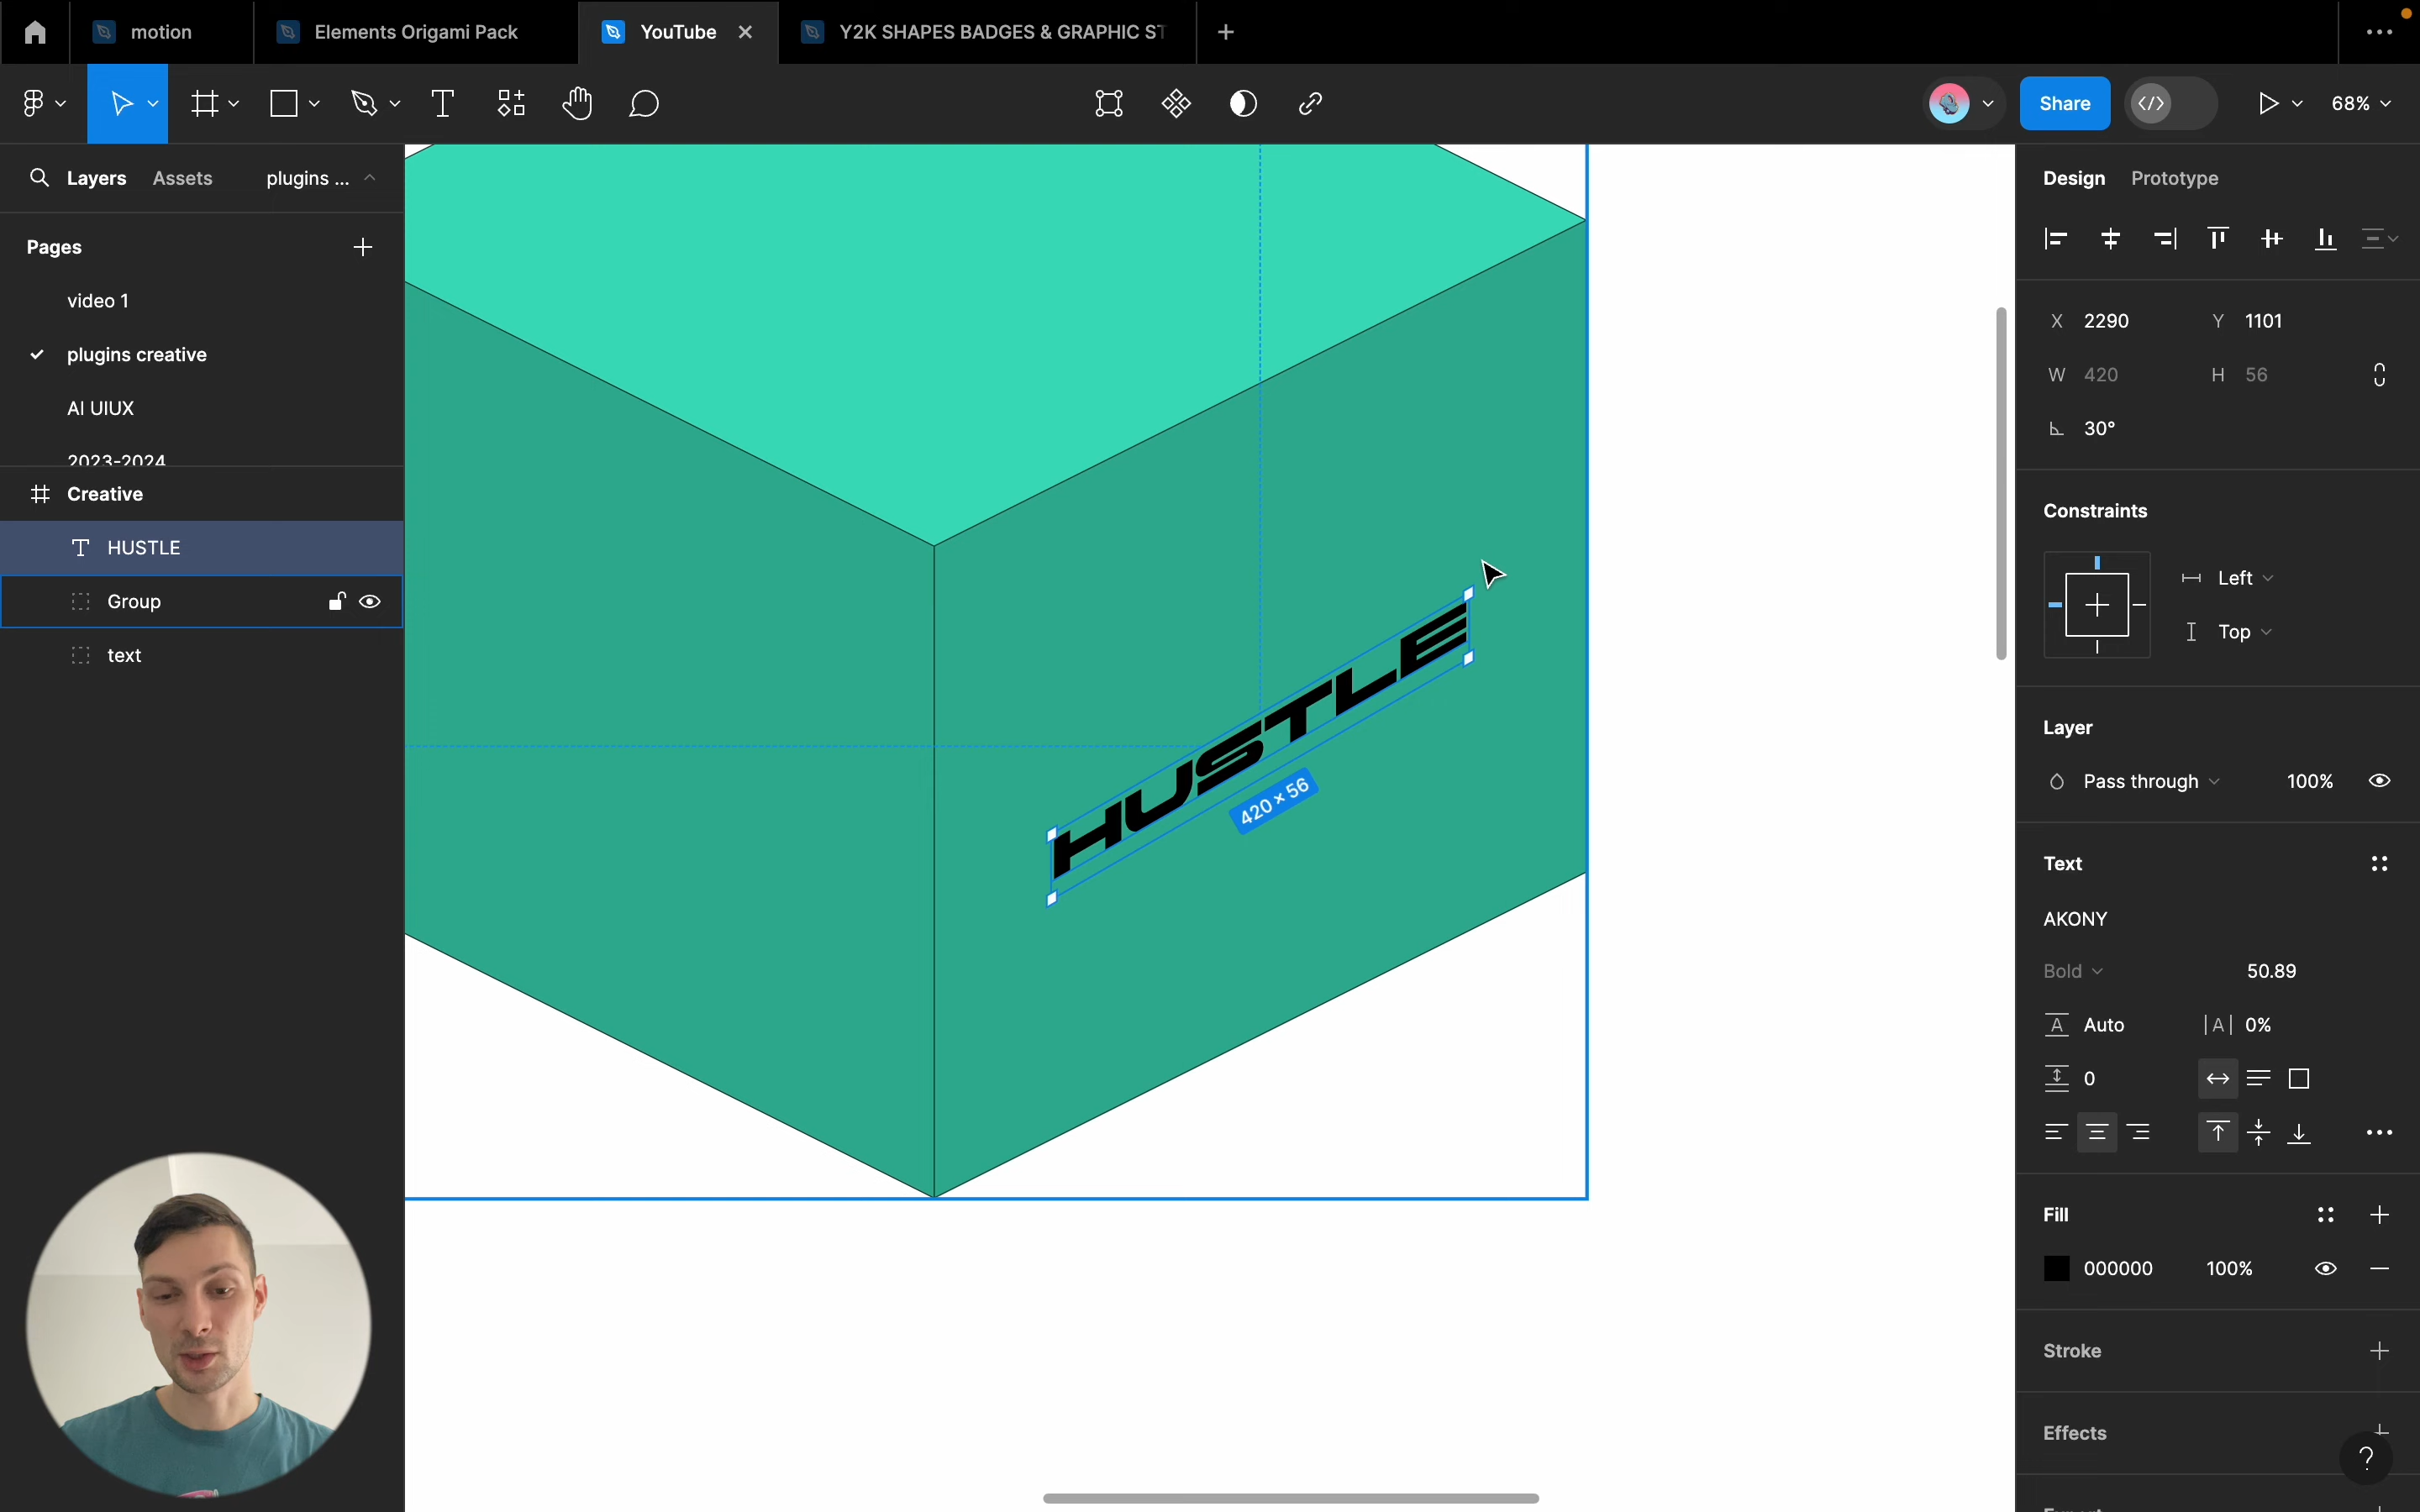 motion
Elements Origami Pack
YouTube
Y2K SHAPES BADGES & GRAPHIC ST
Share
68%
Layers
Assets
plugins ...
Design
Prototype
Pages
video 1
plugins creative
AI UIUX
2023-2024
Creative
HUSTLE
Group
text
HUSTLE
420 × 56
X 2290
Y 1101
W 420
H 56
30°
Constraints
Left
Top
Layer
Pass through
100%
Text
AKONY
Bold
50.89
Auto
|A| 0%
0
Fill
000000
100%
Stroke
Effects
?